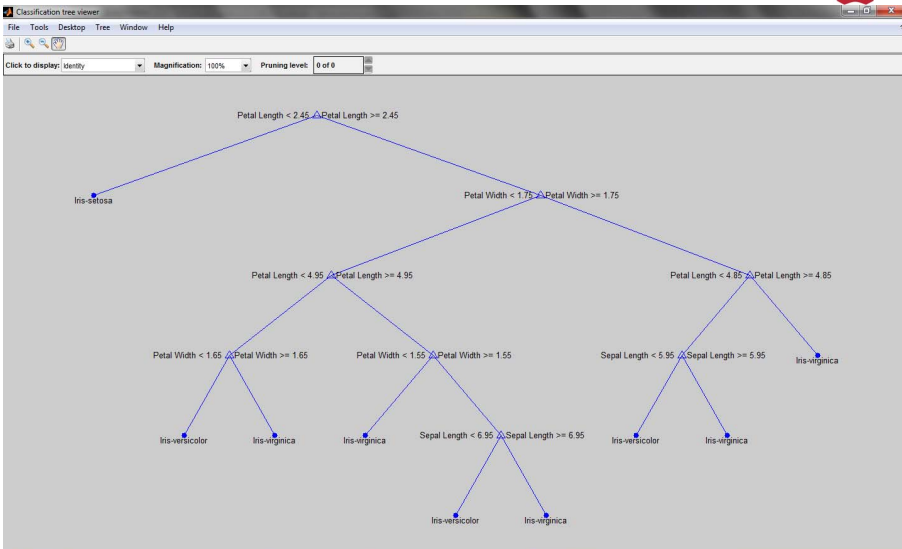 Classification tree viewer
File Tools Desktop Tree Window Help
Click to display: Identity Magnification: 100% Pruning level: 0 of 0
Petal Length < 2.45 Petal Length >= 2.45
Iris-setosa
Petal Width < 1.75 Petal Width >= 1.75
Petal Length < 4.95 Petal Length >= 4.95
Petal Length < 4.85 Petal Length >= 4.85
Petal Width < 1.65 Petal Width >= 1.65
Petal Width < 1.55 Petal Width >= 1.55
Sepal Length < 5.95 Sepal Length >= 5.95
Iris-virginica
Iris-versicolor
Iris-virginica
Iris-virginica
Sepal Length < 6.95 Sepal Length >= 6.95
Iris-versicolor
Iris-virginica
Iris-versicolor
Iris-virginica